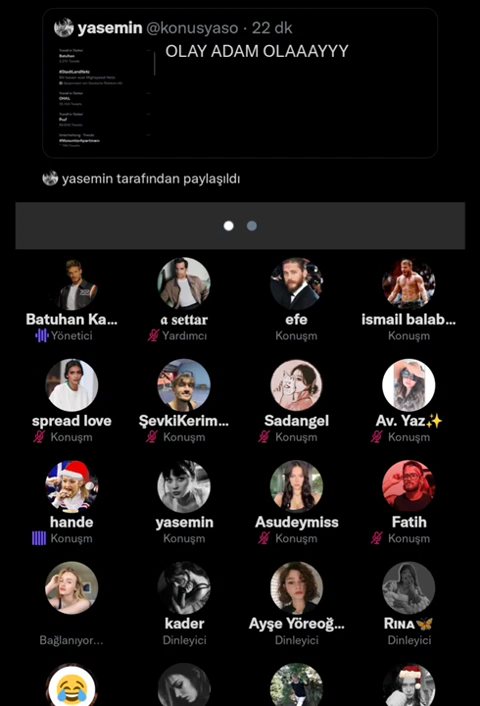 yasemin @konusyaso · 22 dk
OLAY ADAM OLAAAYYY
yasemin tarafından paylaşıldı
Batuhan Ka... a settar efe ismail balab...
Yönetici Yardımcı Konuşm Konuşm
spread love ŞevkiKerim... Sadangel Av. Yaz✨
Konuşm Konuşm Konuşm Konuşm
hande yasemin Asudeymiss Fatih
Konuşm Konuşm Konuşm Konuşm
kader Ayşe Yöreoğ... Rɪɴᴀ🦋
Bağlanıyor... Dinleyici Dinleyici Dinleyici